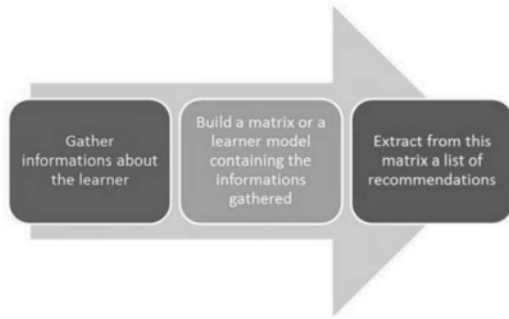 Gather
informations about
the learner
Build a matrix or a
learner model
containing the
informations
gathered
Extract from this
matrix a list of
recommendations